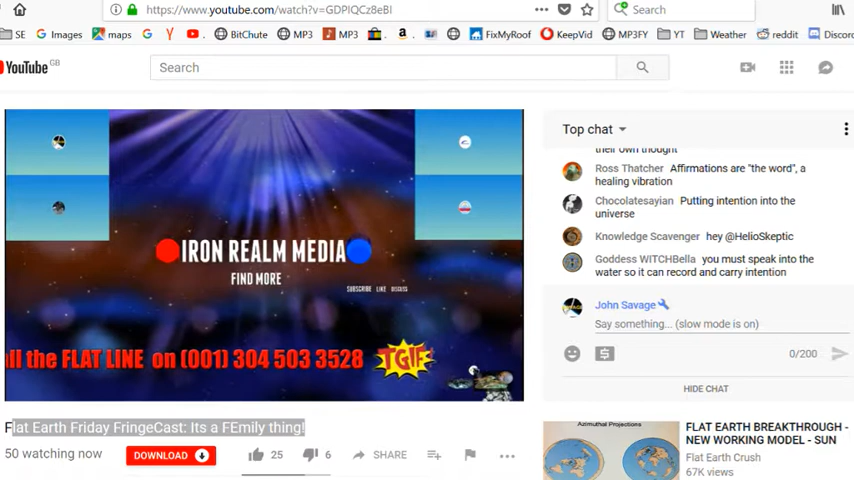 https://www.youtube.com/watch?v=GDPIQCz8eBI
Search
SE
Images
maps
BitChute
MP3
MP3
FixMyRoof
KeepVid
MP3FY
YT
Weather
reddit
Discord
YouTube GB
Search
IRON REALM MEDIA
FIND MORE
SUBSCRIBE LIKE DISCUSS
all the FLAT LINE on (001) 304 503 3528
TGIF
Flat Earth Friday FringeCast: Its a FEmily thing!
50 watching now
DOWNLOAD
25
6
SHARE
Top chat
their own thought
Ross Thatcher Affirmations are "the word", a
healing vibration
Chocolatesayian Putting intention into the
universe
Knowledge Scavenger hey @HelioSkeptic
Goddess WITCHBella you must speak into the
water so it can record and carry intention
John Savage
Say something... (slow mode is on)
0/200
HIDE CHAT
Azimuthal Projections
FLAT EARTH BREAKTHROUGH -
NEW WORKING MODEL - SUN
Flat Earth Crush
67K views